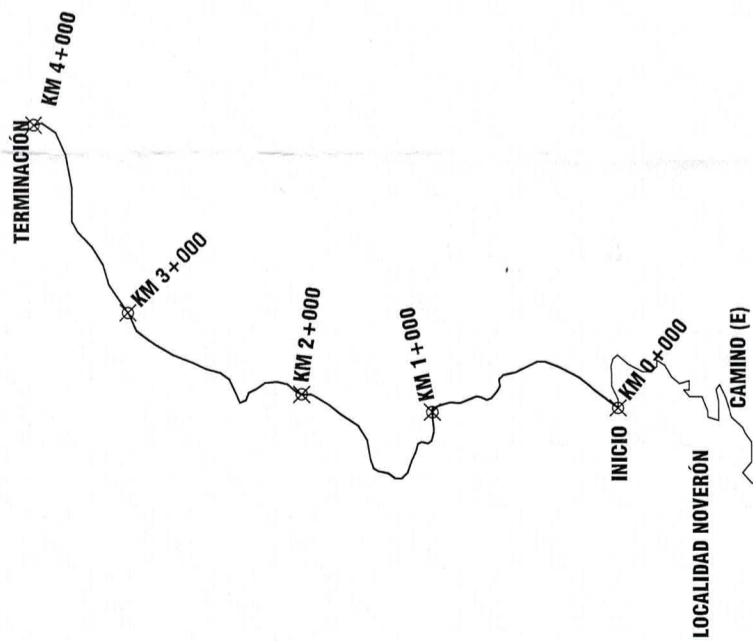 TERMINACIÓN
KM 4+000
KM 3+000
KM 2+000
KM 1+000
KM 0+000
INICIO
CAMINO (E)
LOCALIDAD NOVERÓN